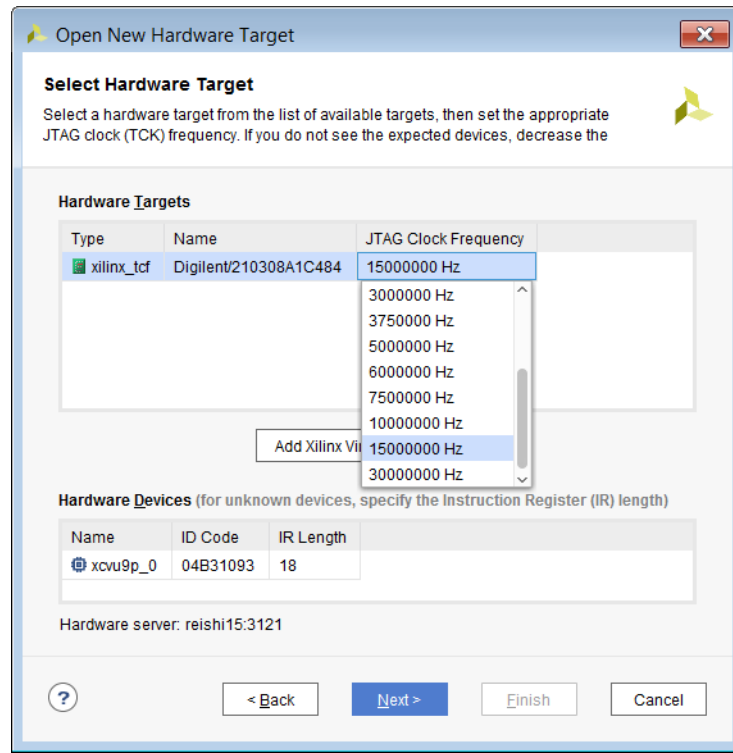 Open New Hardware Target
Select Hardware Target
Select a hardware target from the list of available targets, then set the appropriate
JTAG clock (TCK) frequency. If you do not see the expected devices, decrease the
Hardware Targets
Type Name JTAG Clock Frequency
xilinx_tcf Digilent/210308A1C484 15000000 Hz
3000000 Hz
3750000 Hz
5000000 Hz
6000000 Hz
7500000 Hz
10000000 Hz
Add Xilinx Vi 15000000 Hz
30000000 Hz
Hardware Devices (for unknown devices, specify the Instruction Register (IR) length)
Name ID Code IR Length
xcvu9p_0 04B31093 18
Hardware server: reishi15:3121
? < Back Next > Finish Cancel